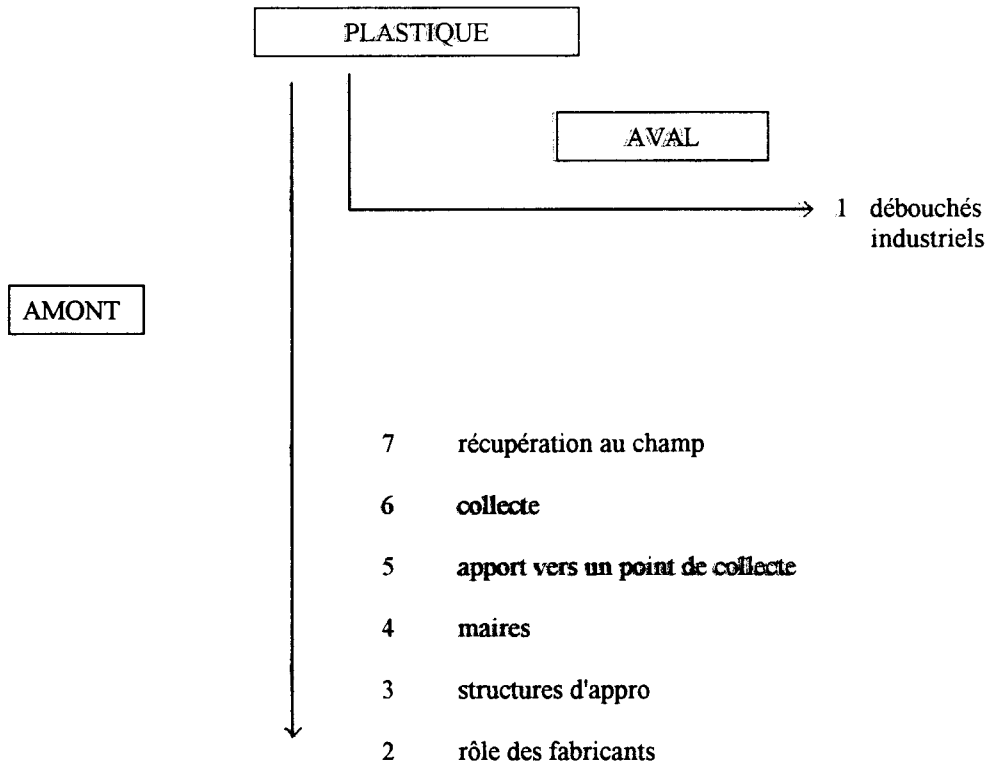 PLASTIQUE
AVAL
1 débouchés
industriels
AMONT
7 récupération au champ
6 collecte
5 apport vers un point de collecte
4 maires
3 structures d'appro
2 rôle des fabricants